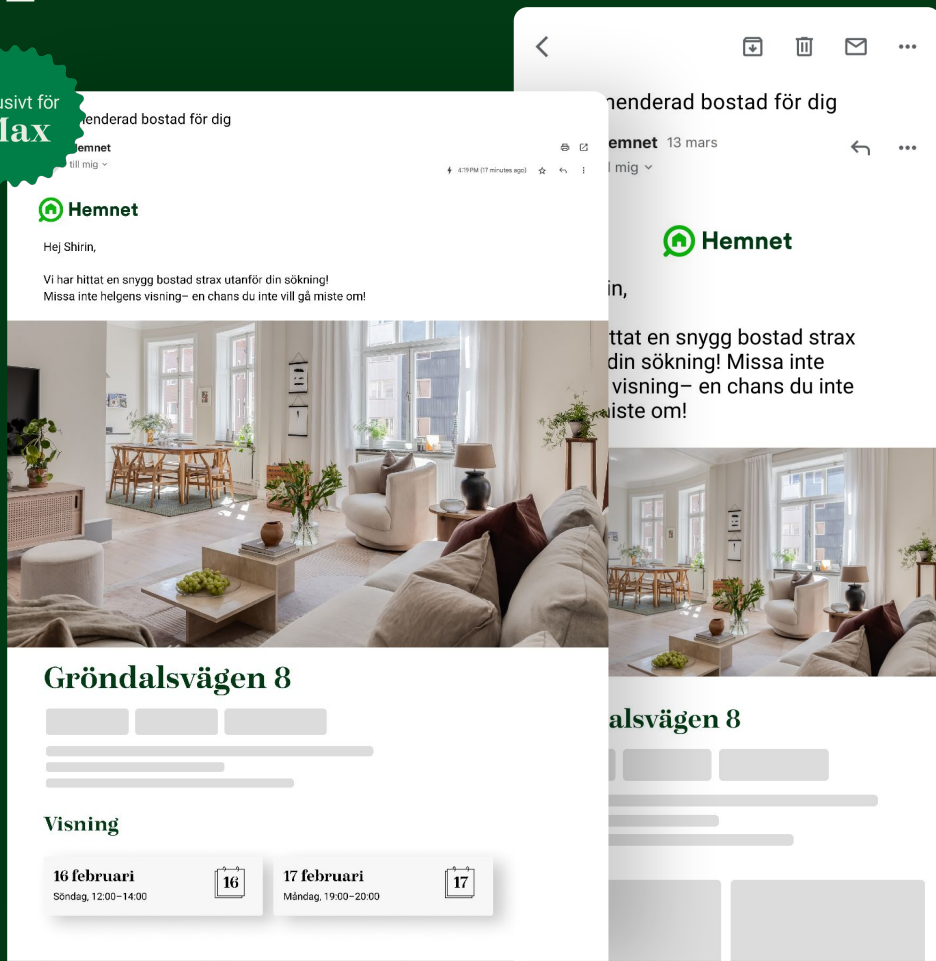 usivt för
Max
enderad bostad för dig
emnet
till mig
4:19 PM (17 minutes ago)
Hemnet
Hej Shirin,
Vi har hittat en snygg bostad strax utanför din sökning!
Missa inte helgens visning– en chans du inte vill gå miste om!
Gröndalsvägen 8
Visning
16 februari
Söndag, 12:00–14:00
16
17 februari
Måndag, 19:00–20:00
17
menderad bostad för dig
emnet 13 mars
mig
Hemnet
in,
ttat en snygg bostad strax
din sökning! Missa inte
visning– en chans du inte
iste om!
alsvägen 8